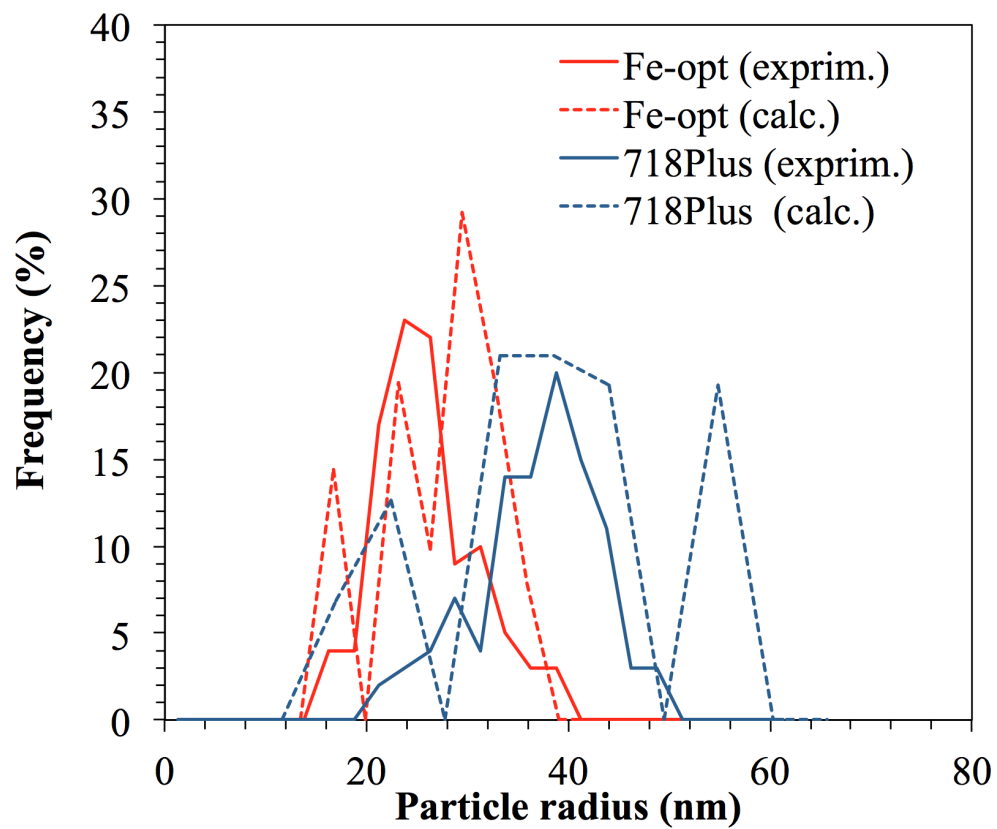 40
35
30
25
20
15
10
5
0
Frequency (%)
Fe-opt (exprim.)
Fe-opt (calc.)
718Plus (exprim.)
718Plus (calc.)
0 20 40 60 80
Particle radius (nm)